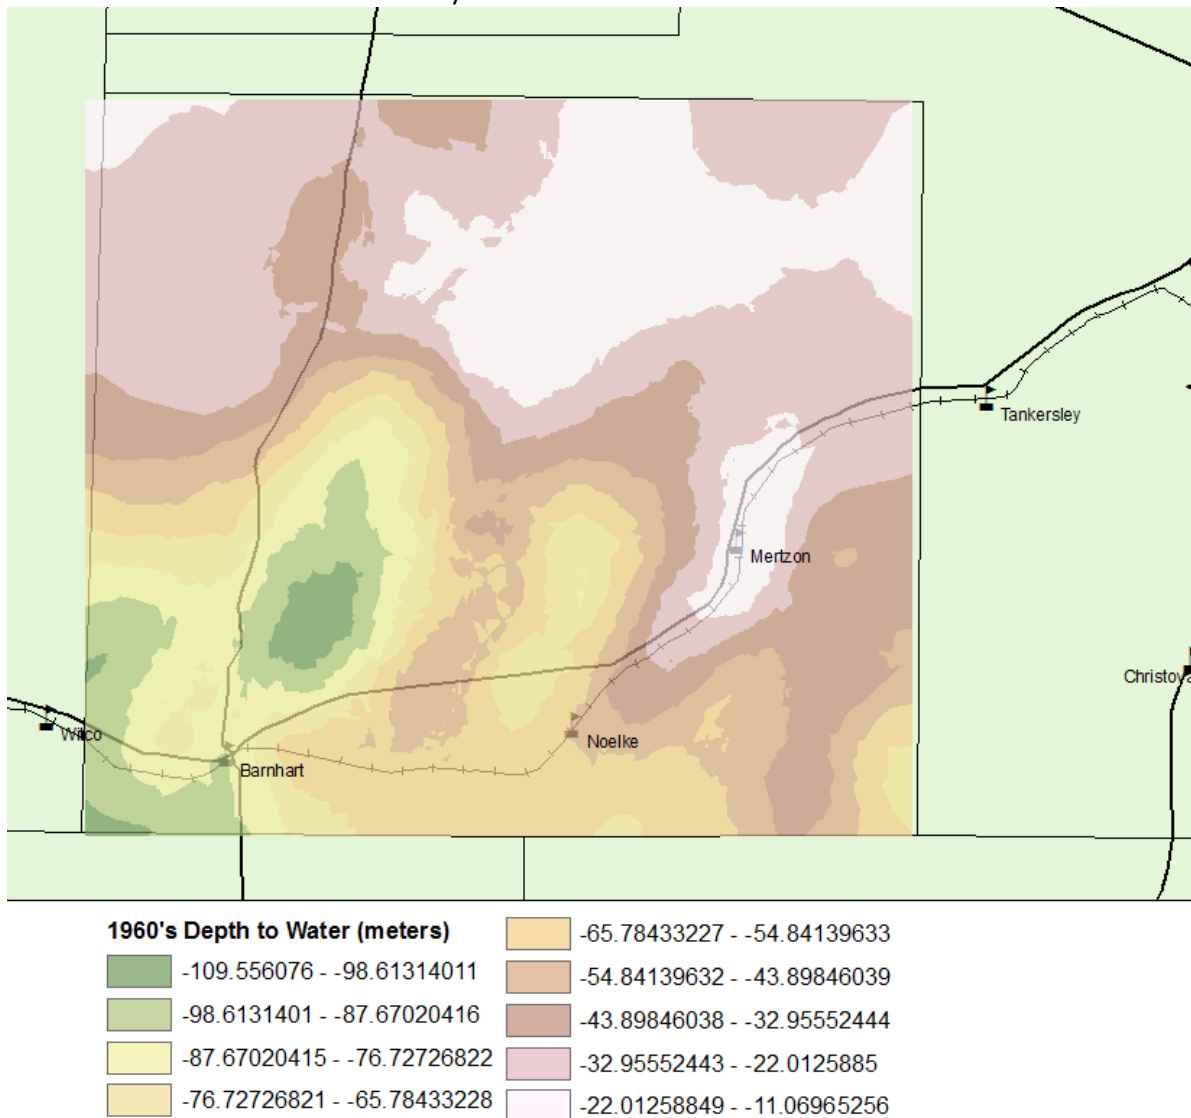 Tankersley
Mertzon
Christova
Wilco
Noelke
Barnhart
1960's Depth to Water (meters)
-109.556076 - -98.61314011
-98.6131401 - -87.67020416
-87.67020415 - -76.72726822
-76.72726821 - -65.78433228
-65.78433227 - -54.84139633
-54.84139632 - -43.89846039
-43.89846038 - -32.95552444
-32.95552443 - -22.0125885
-22.01258849 - -11.06965256